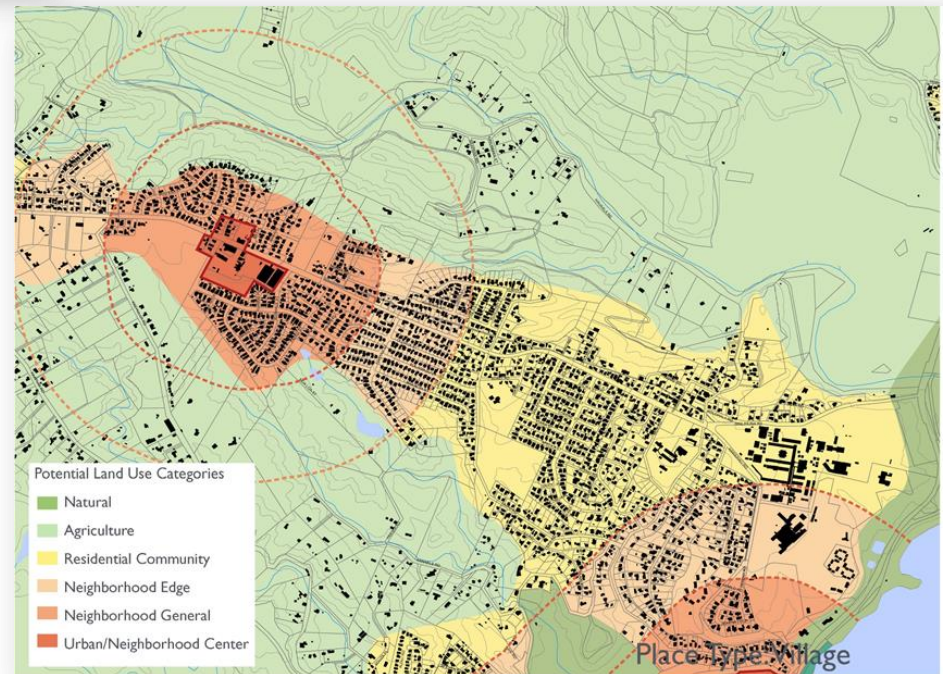 Potential Land Use Categories
Natural
Agriculture
Residential Community
Neighborhood Edge
Neighborhood General
Urban/Neighborhood Center
Place Type: Village